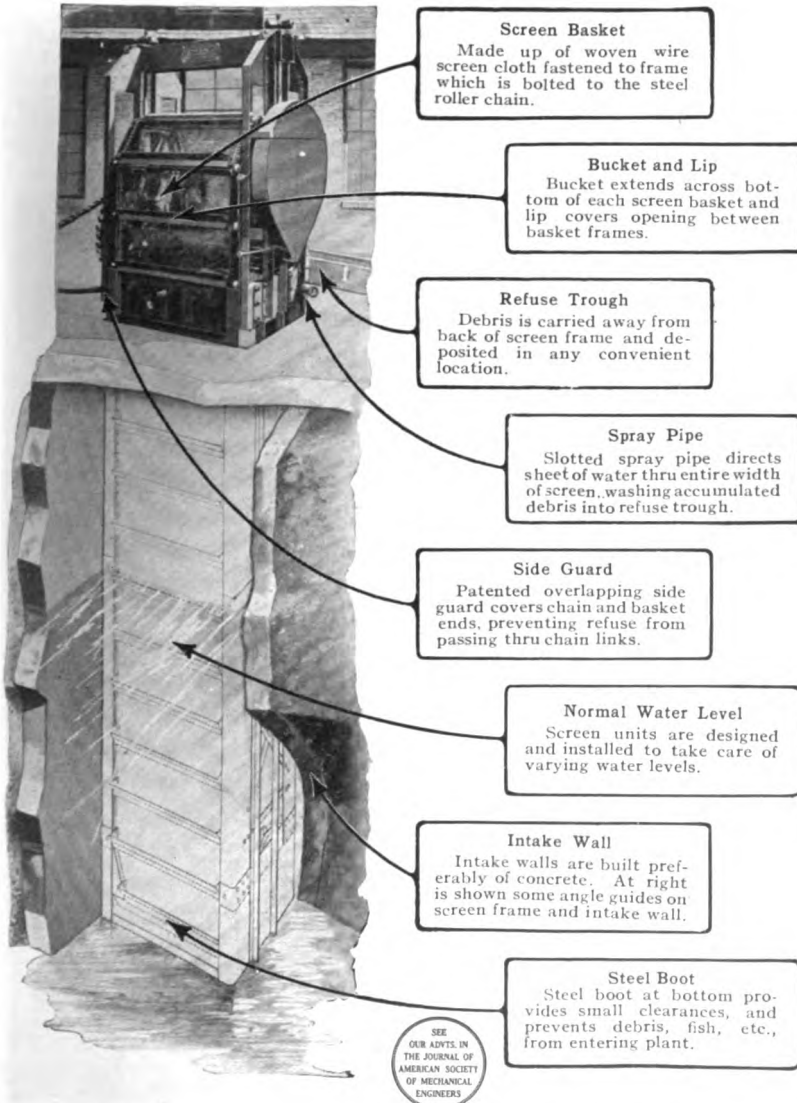 Screen Basket
Made up of woven wire
screen cloth fastened to frame
which is bolted to the steel
roller chain.
Bucket and Lip
Bucket extends across bot-
tom of each screen basket and
lip covers opening between
basket frames.
Refuse Trough
Debris is carried away from
back of screen frame and de-
posited in any convenient
location.
Spray Pipe
Slotted spray pipe directs
sheet of water thru entire width
of screen, washing accumulated
debris into refuse trough.
Side Guard
Patented overlapping side
guard covers chain and basket
ends, preventing refuse from
passing thru chain links.
Normal Water Level
Screen units are designed
and installed to take care of
varying water levels.
Intake Wall
Intake walls are built pref-
erably of concrete. At right
is shown some angle guides on
screen frame and intake wall.
Steel Boot
Steel boot at bottom pro-
vides small clearances, and
prevents debris, fish, etc.,
from entering plant.
SEE
OUR ADVTS. IN
THE JOURNAL OF
AMERICAN SOCIETY
OF MECHANICAL
ENGINEERS